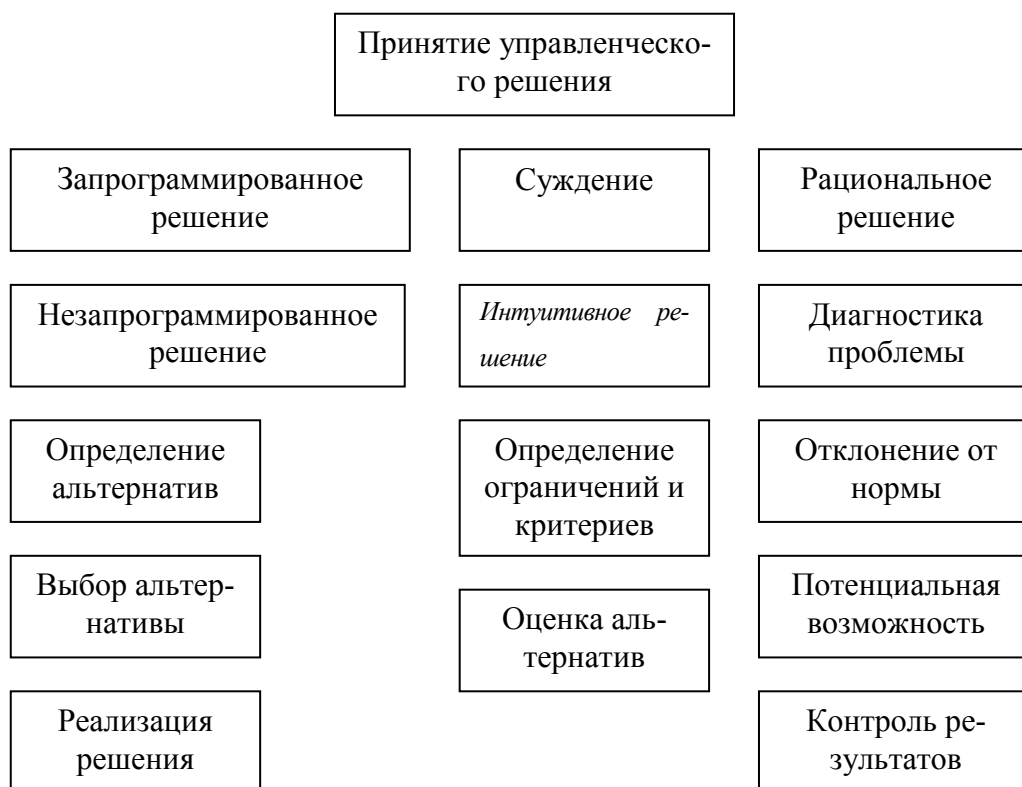 Принятие управленческо-
го решения
Запрограммированное
решение
Суждение
Рациональное
решение
Незапрограммированное
решение
Интуитивное ре-
шение
Диагностика
проблемы
Определение
альтернатив
Определение
ограничений и
критериев
Отклонение от
нормы
Выбор альтер-
нативы
Оценка аль-
тернатив
Потенциальная
возможность
Реализация
решения
Контроль ре-
зультатов